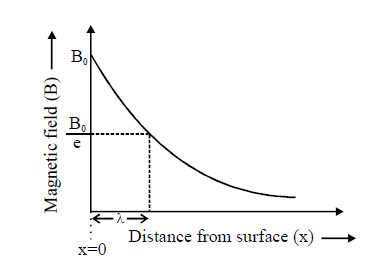 B₀
B₀
e
Magnetic field (B)
λ
Distance from surface (x)
x=0